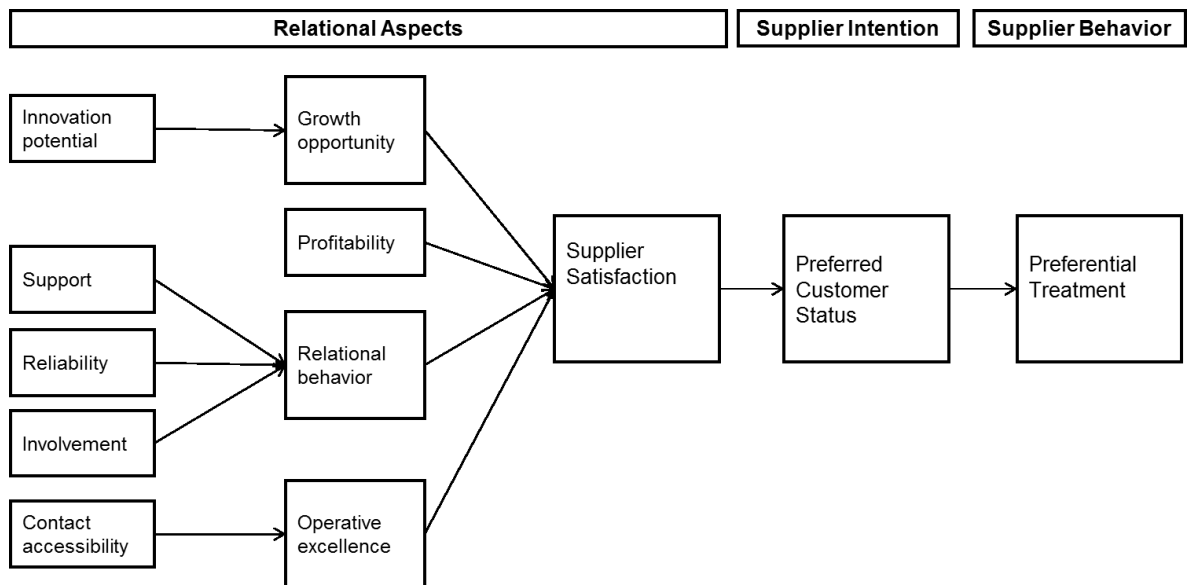 Relational Aspects
Supplier Intention
Supplier Behavior
Innovation
potential
Growth
opportunity
Profitability
Support
Reliability
Involvement
Relational
behavior
Contact
accessibility
Operative
excellence
Supplier
Satisfaction
Preferred
Customer
Status
Preferential
Treatment